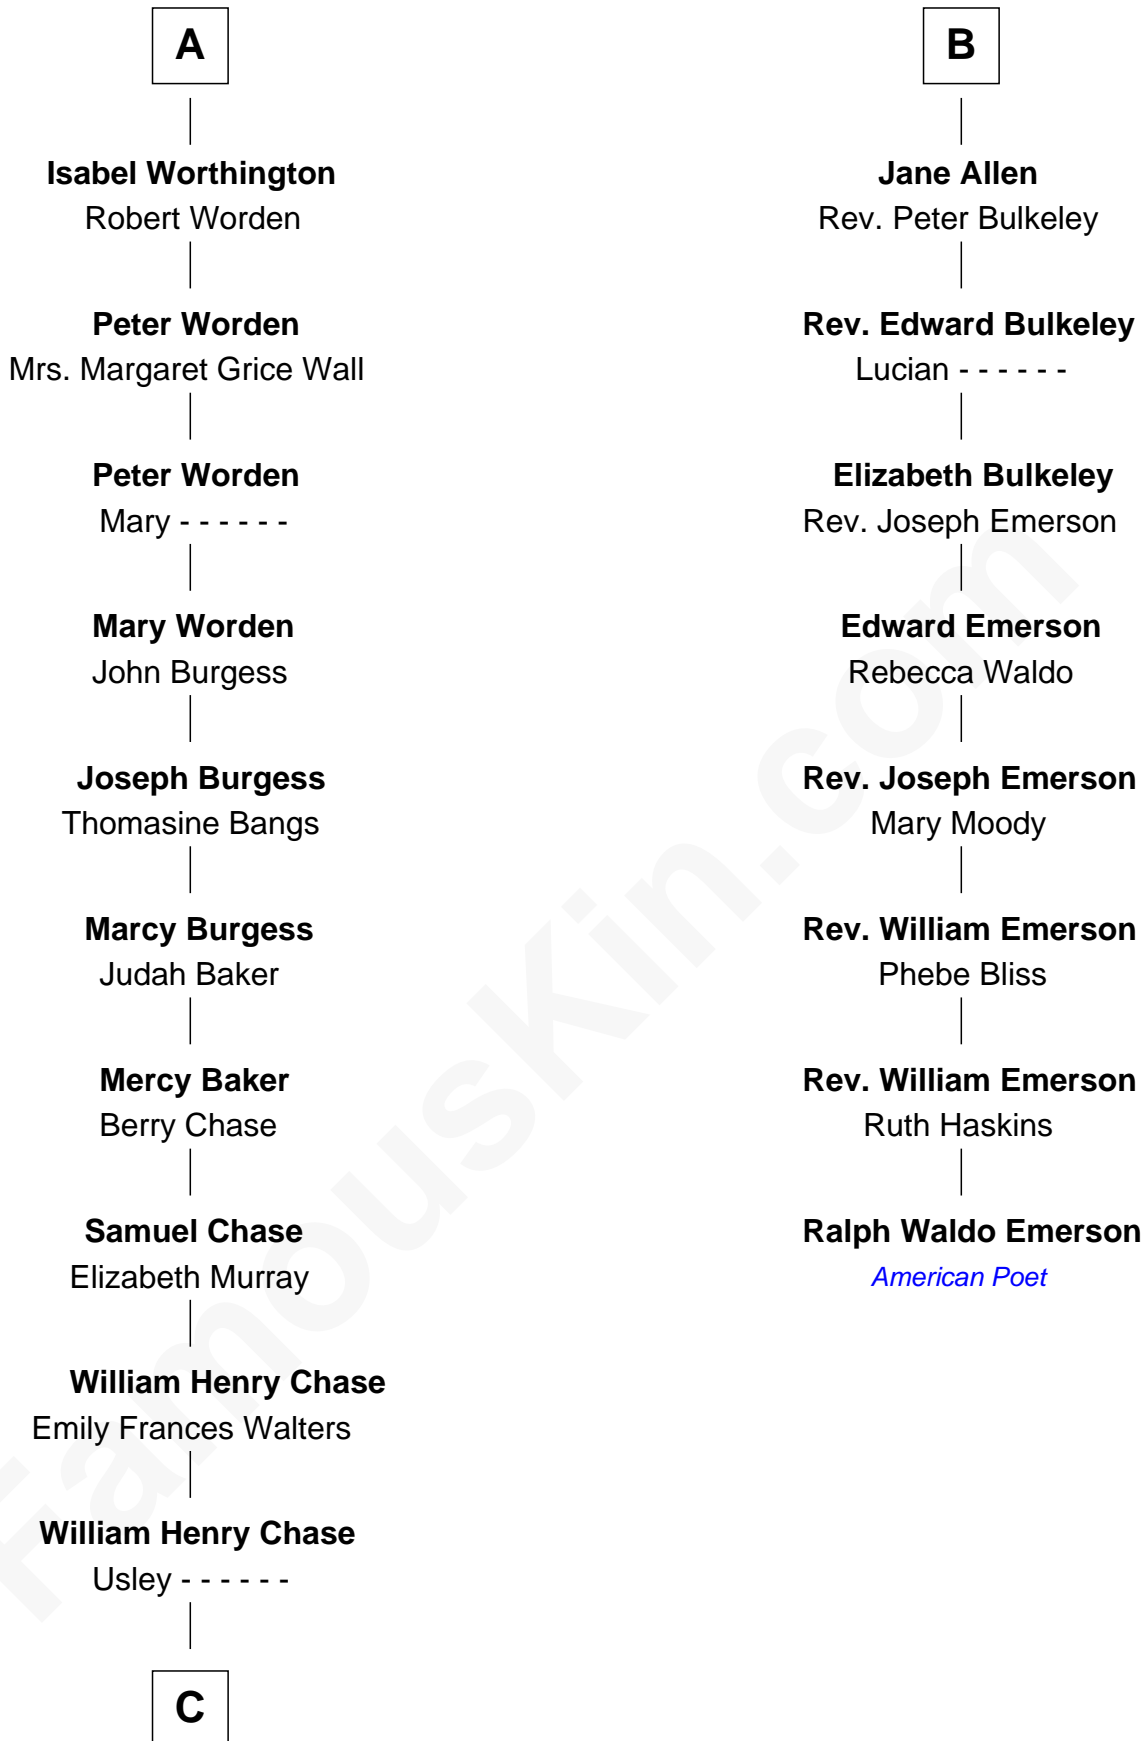 A
Isabel Worthington
Robert Worden
Peter Worden
Mrs. Margaret Grice Wall
Peter Worden
Mary - - - - - -
Mary Worden
John Burgess
Joseph Burgess
Thomasine Bangs
Marcy Burgess
Judah Baker
Mercy Baker
Berry Chase
Samuel Chase
Elizabeth Murray
William Henry Chase
Emily Frances Walters
William Henry Chase
Usley - - - - - -
C
B
Jane Allen
Rev. Peter Bulkeley
Rev. Edward Bulkeley
Lucian - - - - - -
Elizabeth Bulkeley
Rev. Joseph Emerson
Edward Emerson
Rebecca Waldo
Rev. Joseph Emerson
Mary Moody
Rev. William Emerson
Phebe Bliss
Rev. William Emerson
Ruth Haskins
Ralph Waldo Emerson
American Poet
FamousKin.com